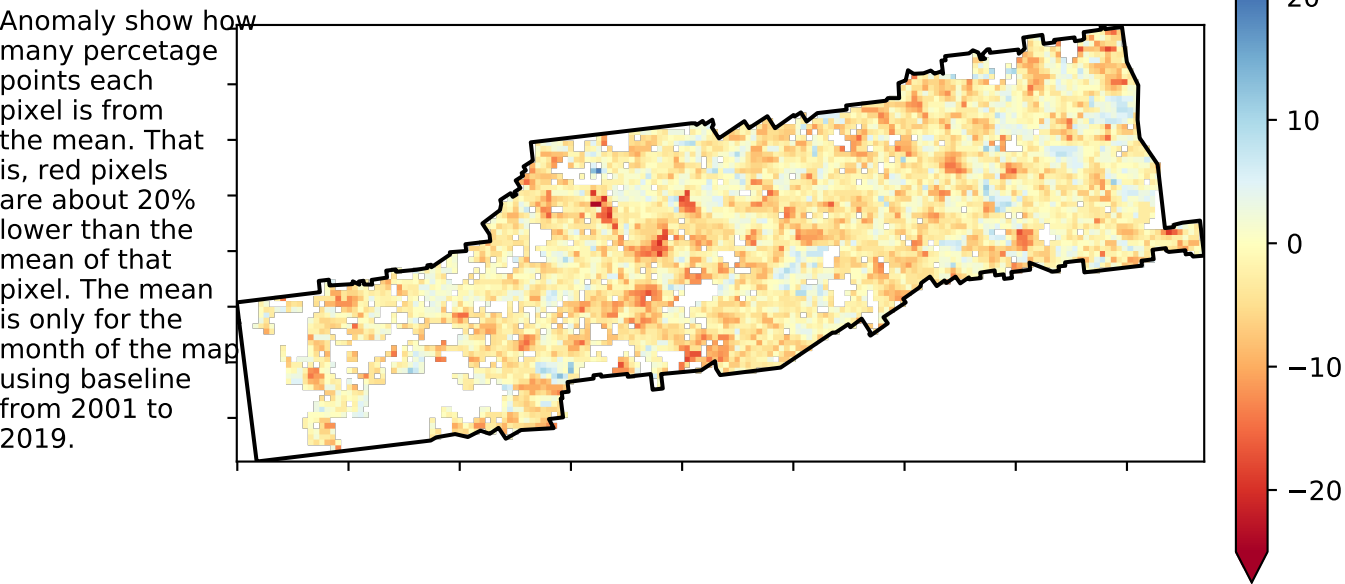 Anomaly show how
many percetage
points each
pixel is from
the mean. That
is, red pixels
are about 20%
lower than the
mean of that
pixel. The mean
is only for the
month of the map
using baseline
from 2001 to
2019.
20
10
0
−10
−20